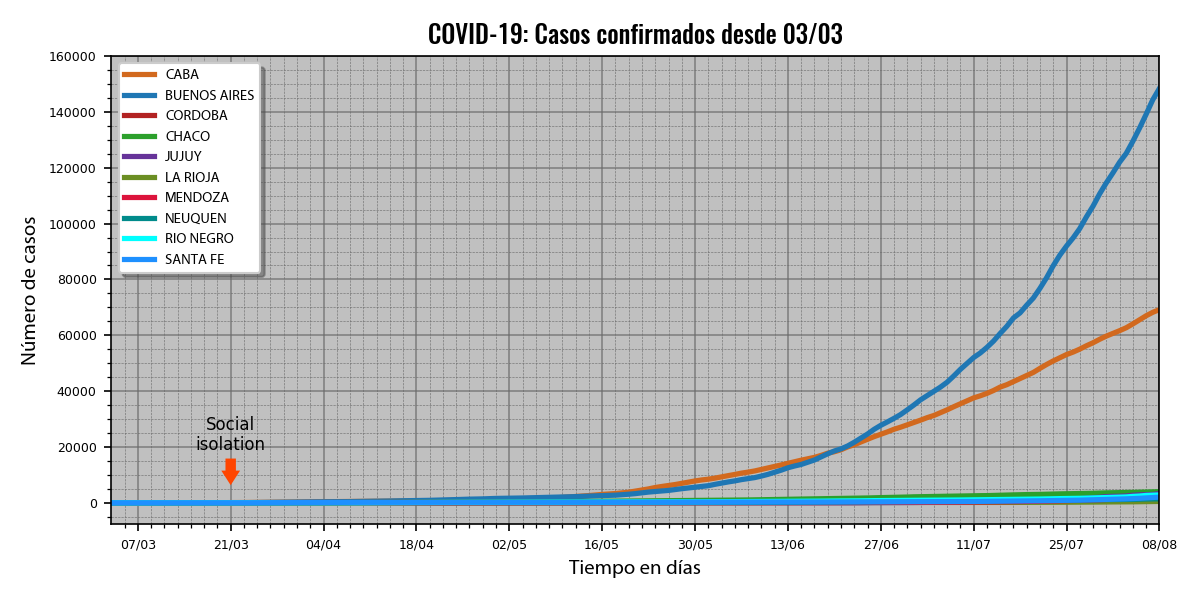 COVID-19: Casos confirmados desde 03/03
160000
140000
120000
100000
80000
60000
40000
20000
0
Número de casos
CABA
BUENOS AIRES
CORDOBA
CHACO
JUJUY
LA RIOJA
MENDOZA
NEUQUEN
RIO NEGRO
SANTA FE
Social
isolation
07/03 21/03 04/04 18/04 02/05 16/05 30/05 13/06 27/06 11/07 25/07 08/08
Tiempo en días